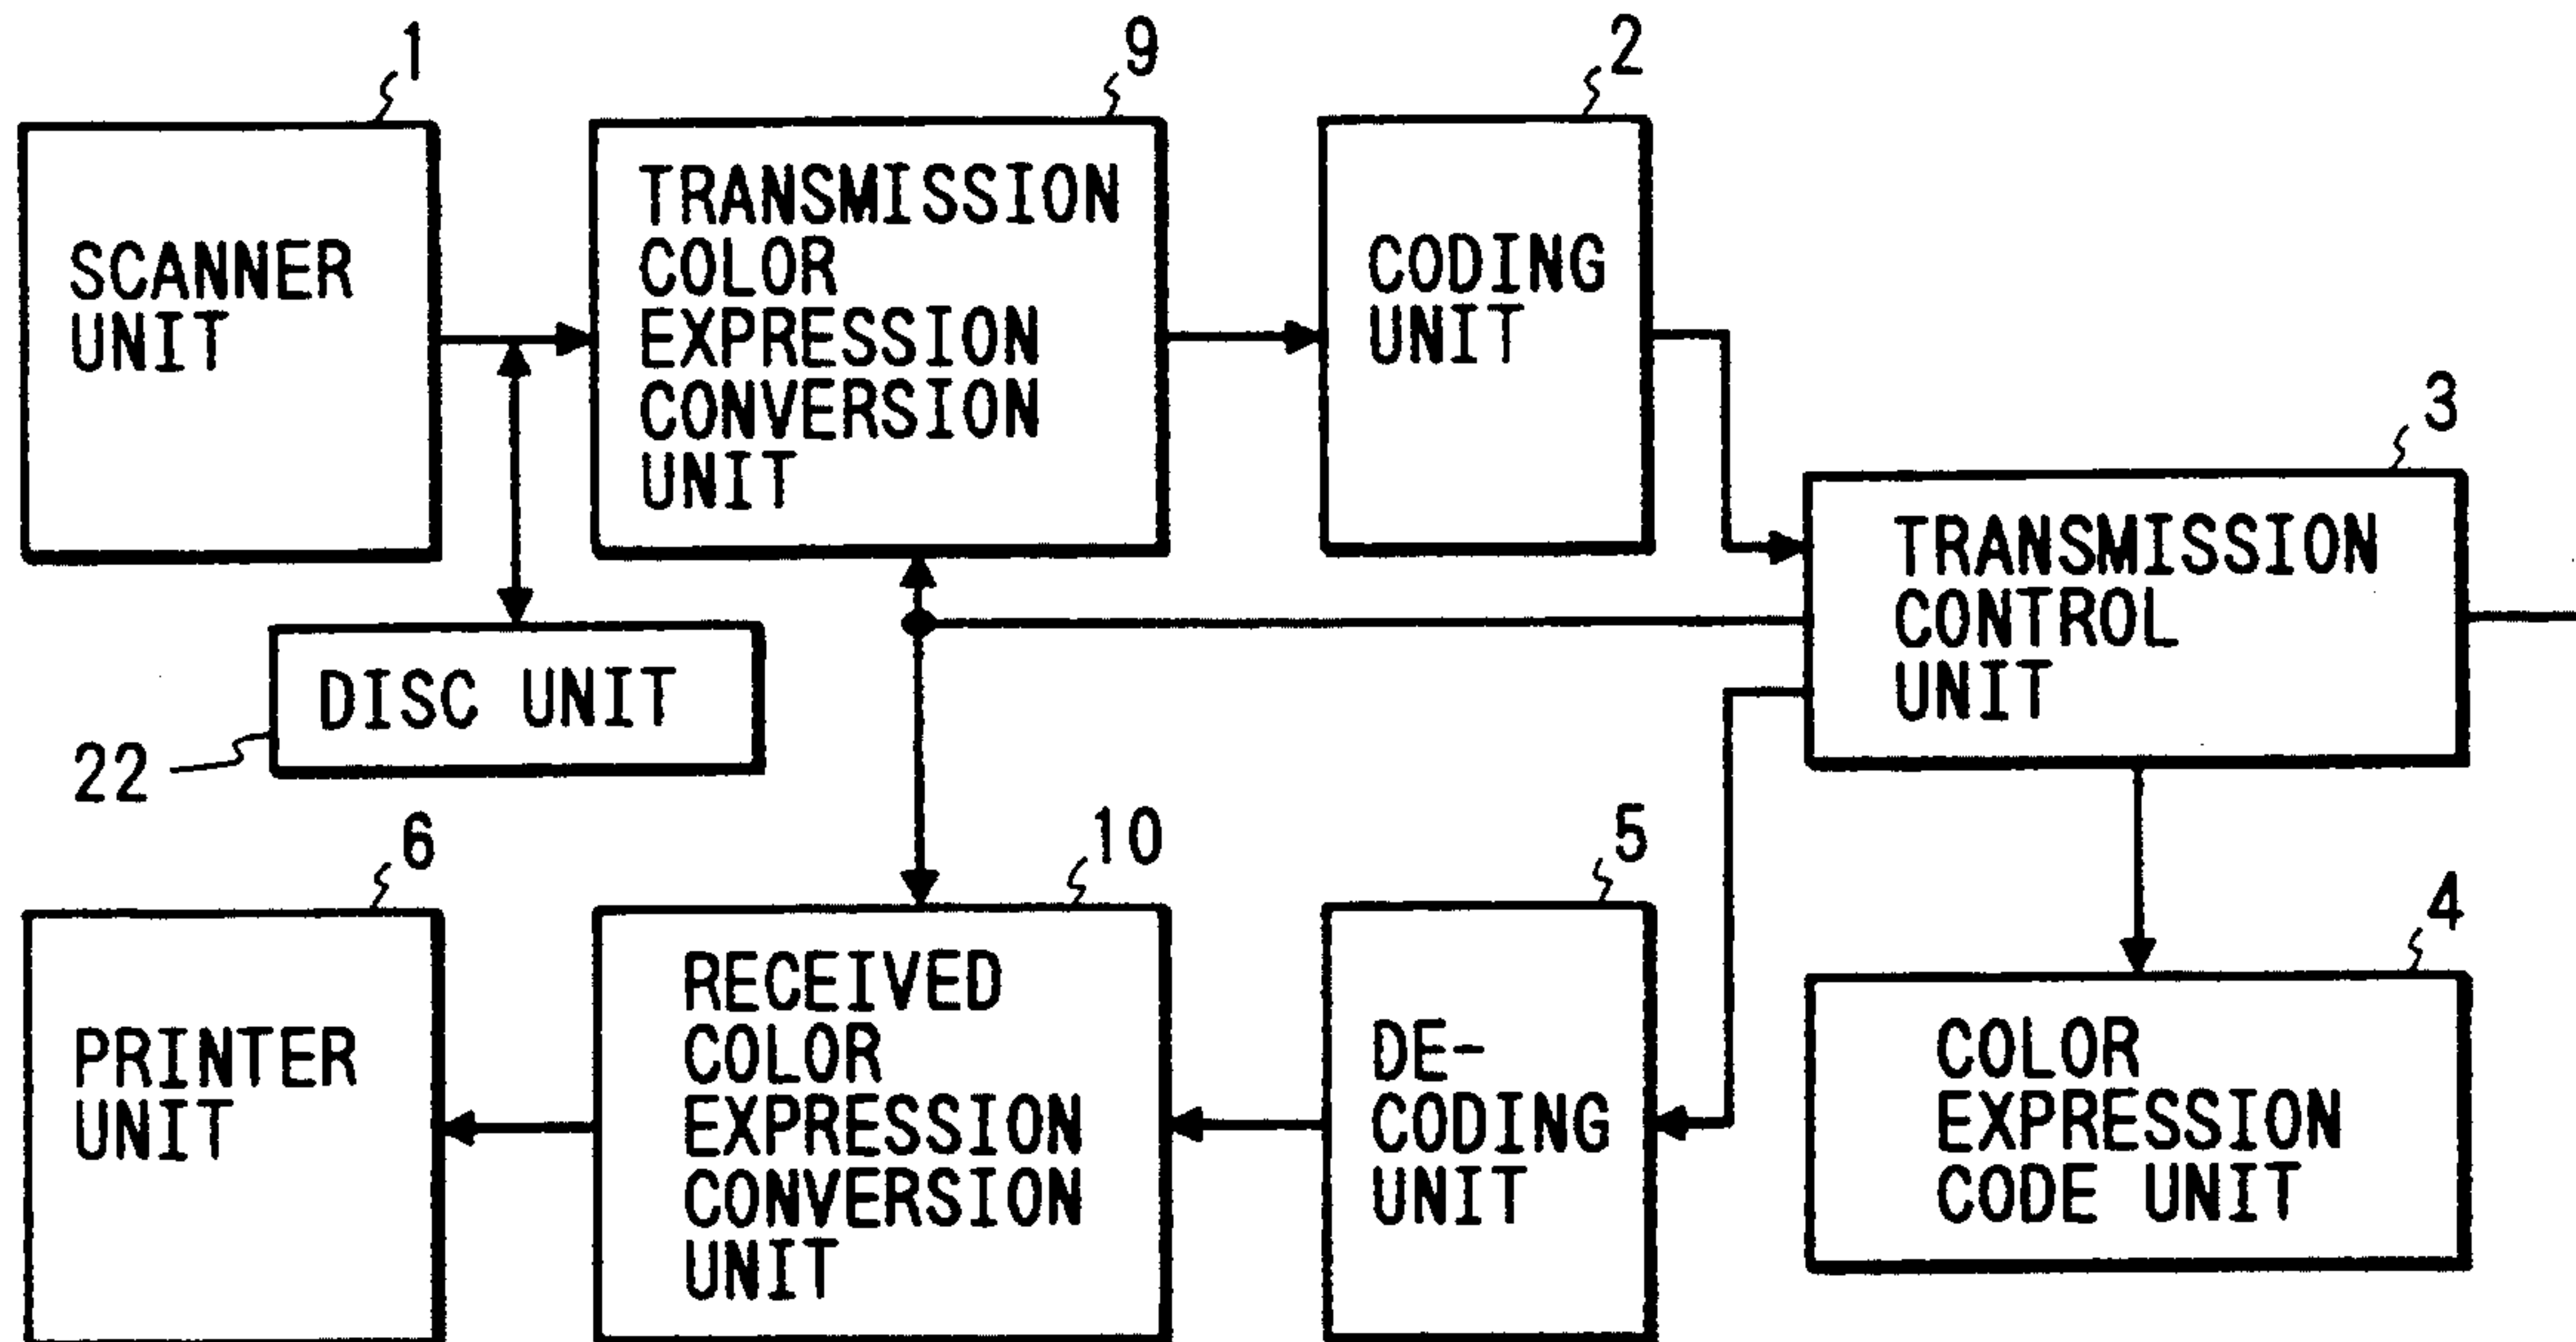 1
SCANNER
UNIT
9
TRANSMISSION
COLOR
EXPRESSION
CONVERSION
UNIT
2
CODING
UNIT
3
TRANSMISSION
CONTROL
UNIT
DISC UNIT
22
6
PRINTER
UNIT
10
RECEIVED
COLOR
EXPRESSION
CONVERSION
UNIT
5
DE-
CODING
UNIT
4
COLOR
EXPRESSION
CODE UNIT